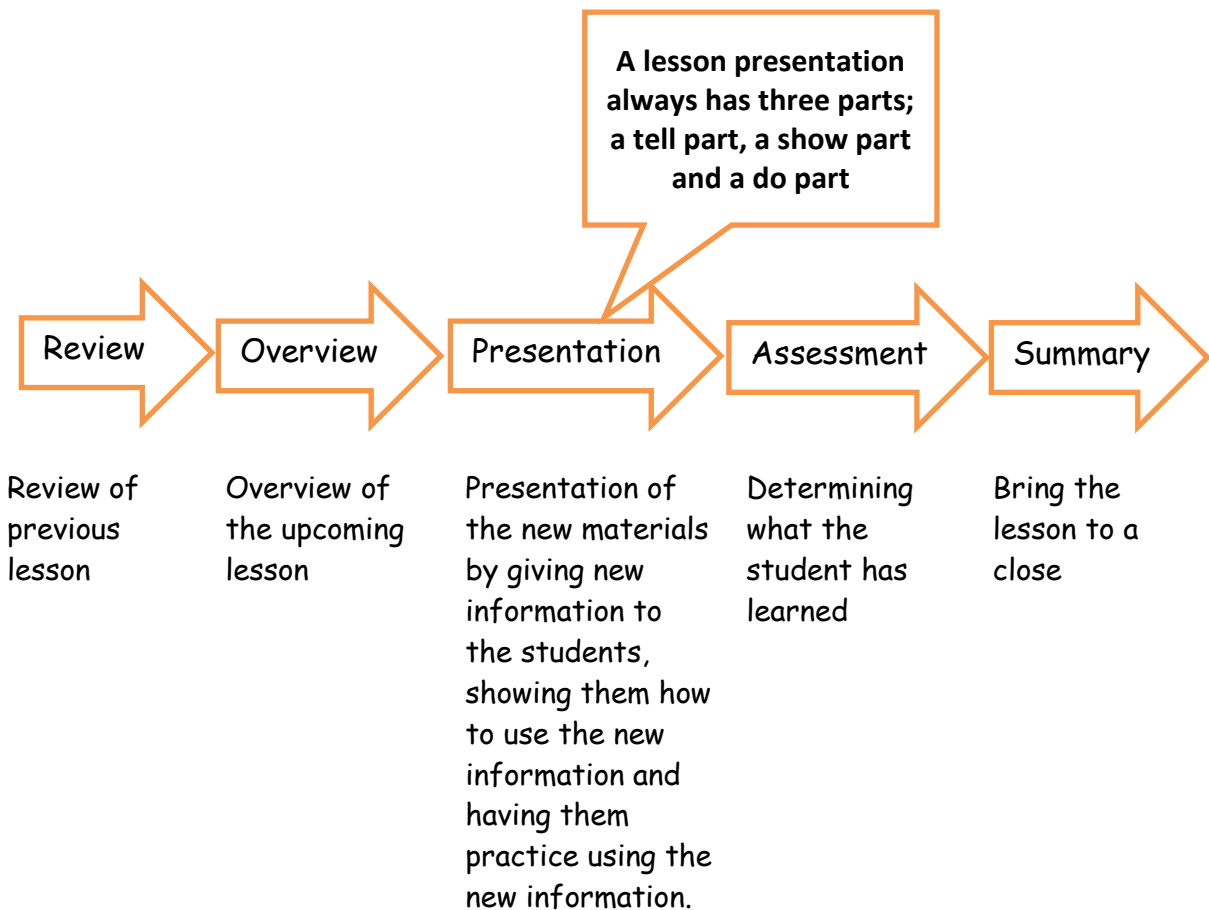 A lesson presentation
always has three parts;
a tell part, a show part
and a do part
Review
Overview
Presentation
Assessment
Summary
Review of
previous
lesson
Overview of
the upcoming
lesson
Presentation of
the new materials
by giving new
information to
the students,
showing them how
to use the new
information and
having them
practice using the
new information.
Determining
what the
student has
learned
Bring the
lesson to a
close